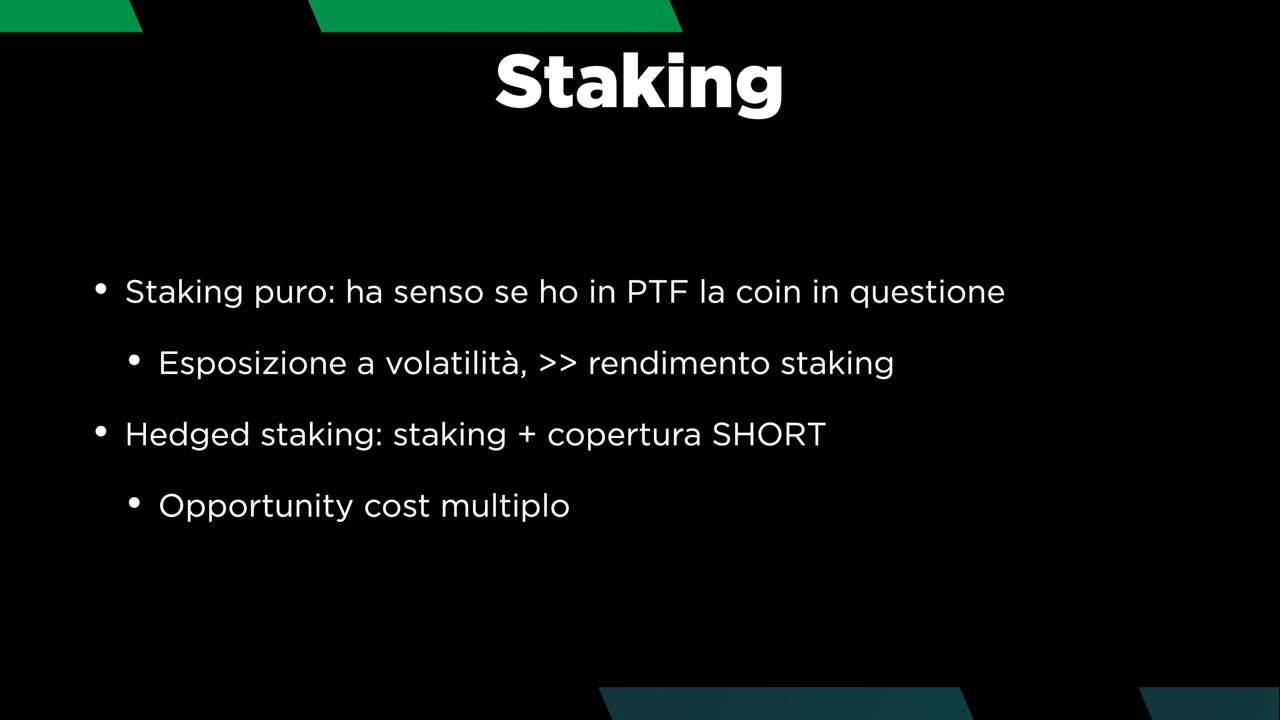 Staking
• Staking puro: ha senso se ho in PTF la coin in questione
• Esposizione a volatilità, >> rendimento staking
• Hedged staking: staking + copertura SHORT
• Opportunity cost multiplo